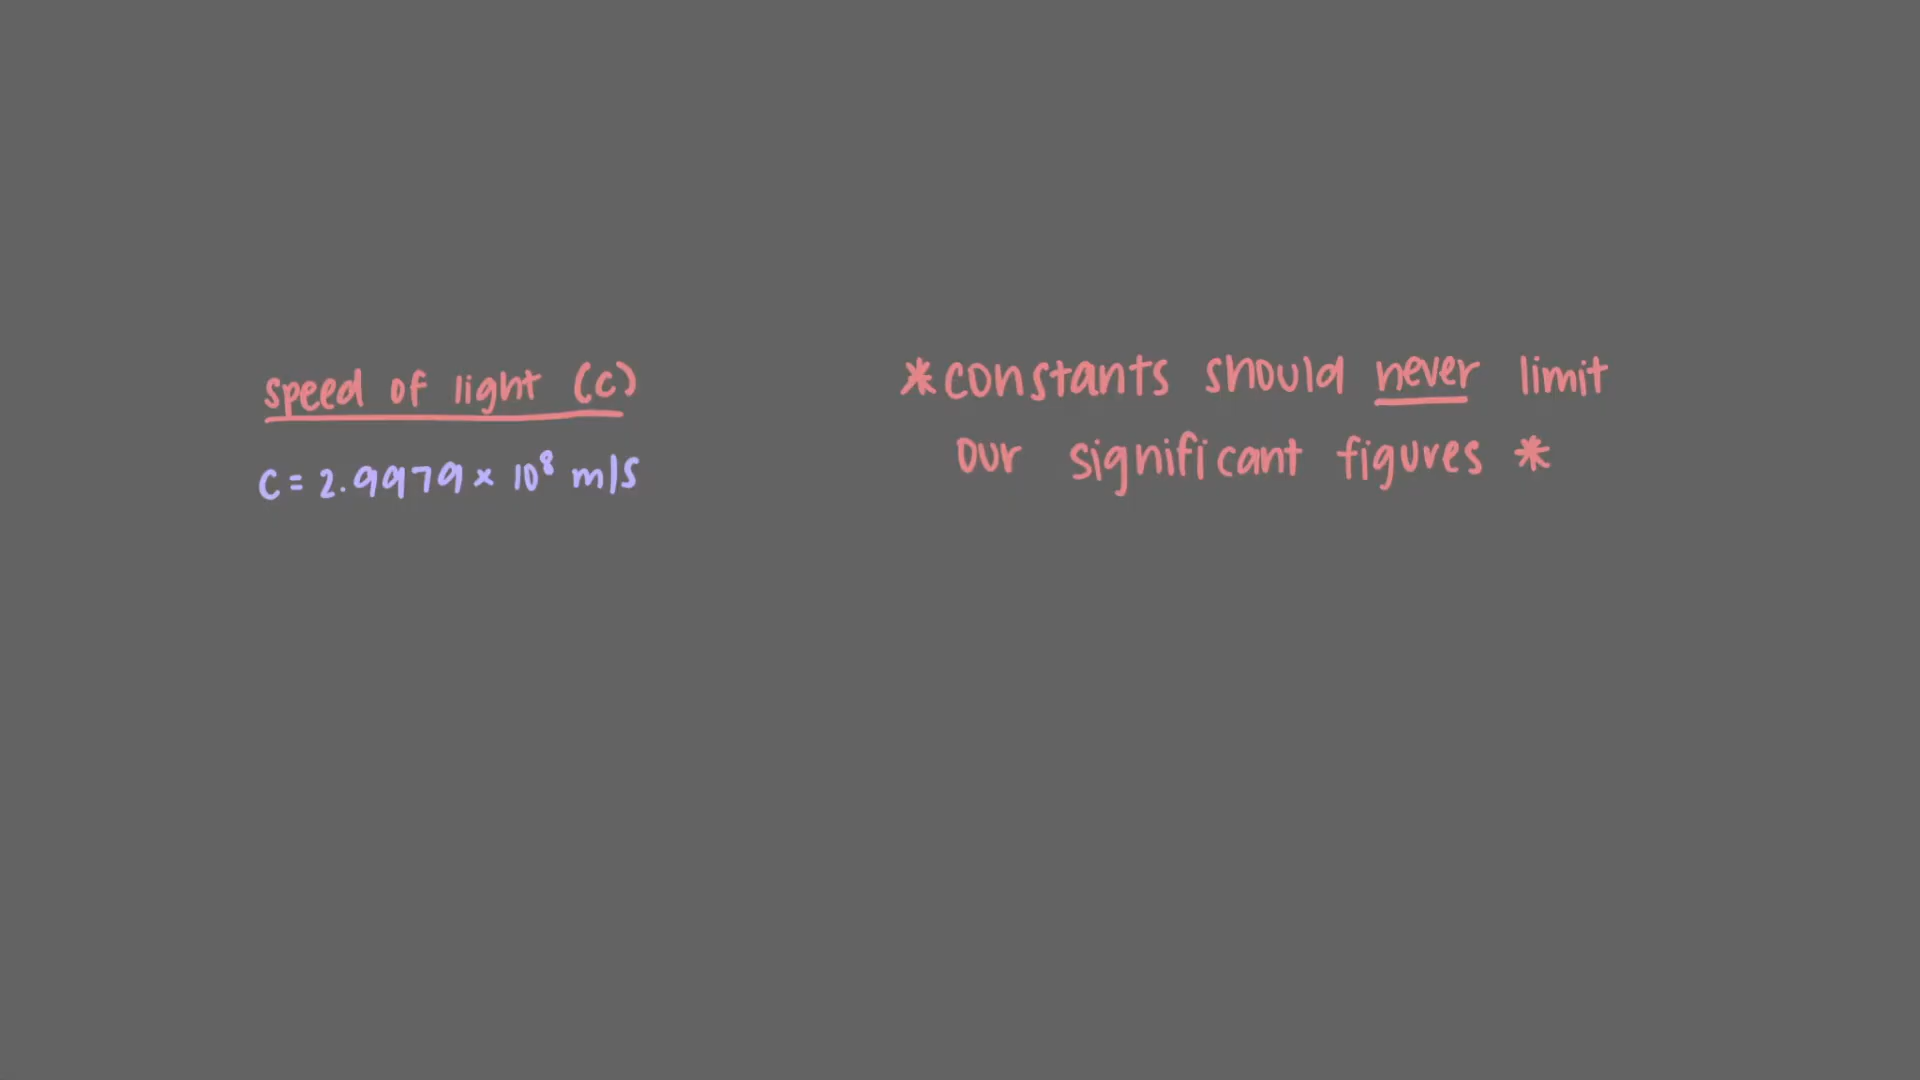 speed of light (c)
c = 2.9979 × 10⁸ m/s
*constants should never limit
our significant figures *